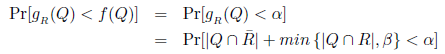 Pr[g_R(Q) < f(Q)] = Pr[g_R(Q) < α]
= Pr[|Q ∩ R̄| + min {|Q ∩ R|, β} < α]